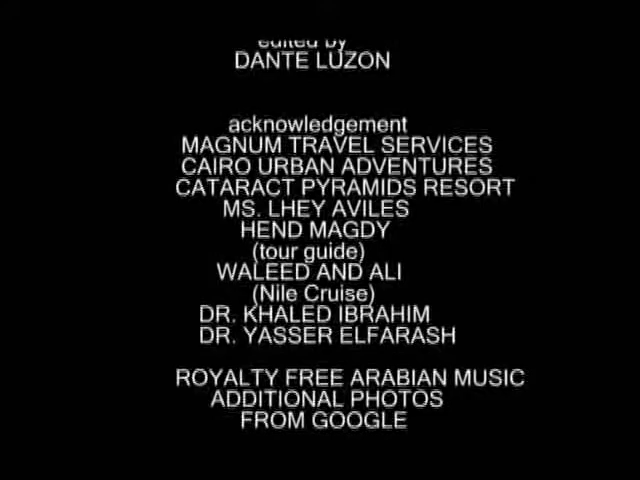 edited by
DANTE LUZON
acknowledgement
MAGNUM TRAVEL SERVICES
CAIRO URBAN ADVENTURES
CATARACT PYRAMIDS RESORT
MS. LHEY AVILES
HEND MAGDY
(tour guide)
WALEED AND ALI
(Nile Cruise)
DR. KHALED IBRAHIM
DR. YASSER ELFARASH
ROYALTY FREE ARABIAN MUSIC
ADDITIONAL PHOTOS
FROM GOOGLE